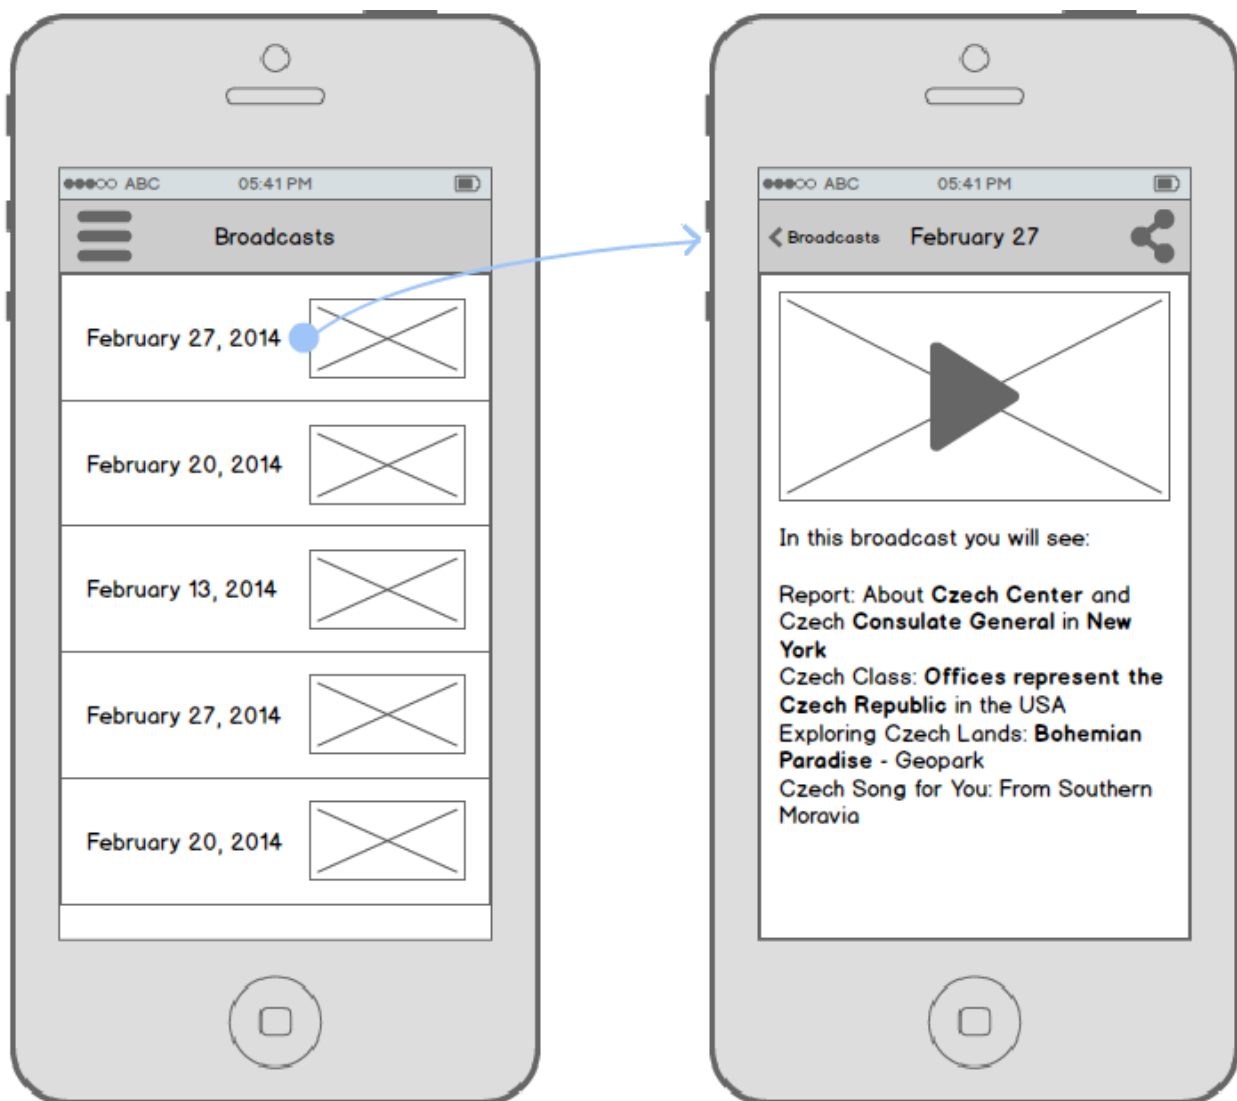 ABC 05:41 PM
Broadcasts
February 27, 2014
February 20, 2014
February 13, 2014
February 27, 2014
February 20, 2014
ABC 05:41 PM
Broadcasts February 27
In this broadcast you will see:
Report: About Czech Center and
Czech Consulate General in New
York
Czech Class: Offices represent the
Czech Republic in the USA
Exploring Czech Lands: Bohemian
Paradise - Geopark
Czech Song for You: From Southern
Moravia